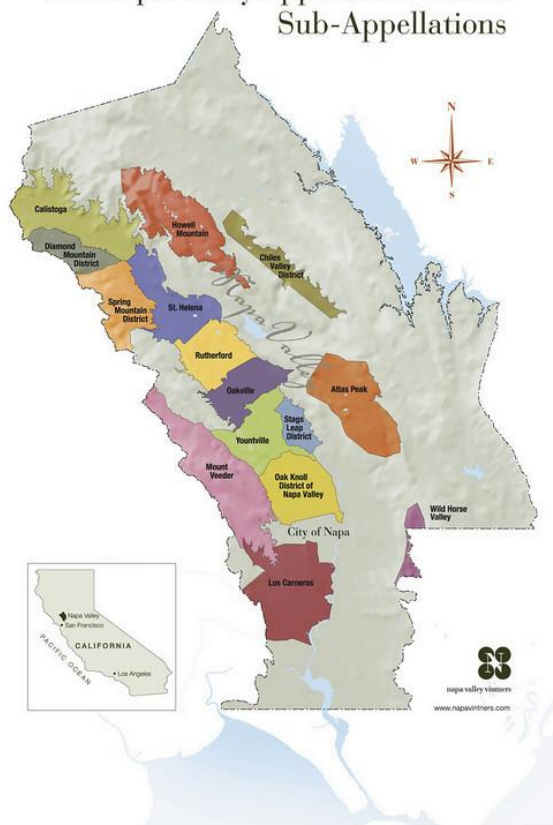 Sub-Appellations
N
W
E
S
Calistoga
Howell
Mountain
Diamond
Mountain
District
Chiles
Valley
District
Spring
Mountain
District
St. Helena
Napa Valley
Rutherford
Oakville
Atlas Peak
Stags
Leap
District
Yountville
Mount
Veeder
Oak Knoll
District of
Napa Valley
Wild Horse
Valley
City of Napa
Los Carneros
Napa Valley
San Francisco
CALIFORNIA
PACIFIC OCEAN
Los Angeles
N
napa valley vintners
www.napavintners.com